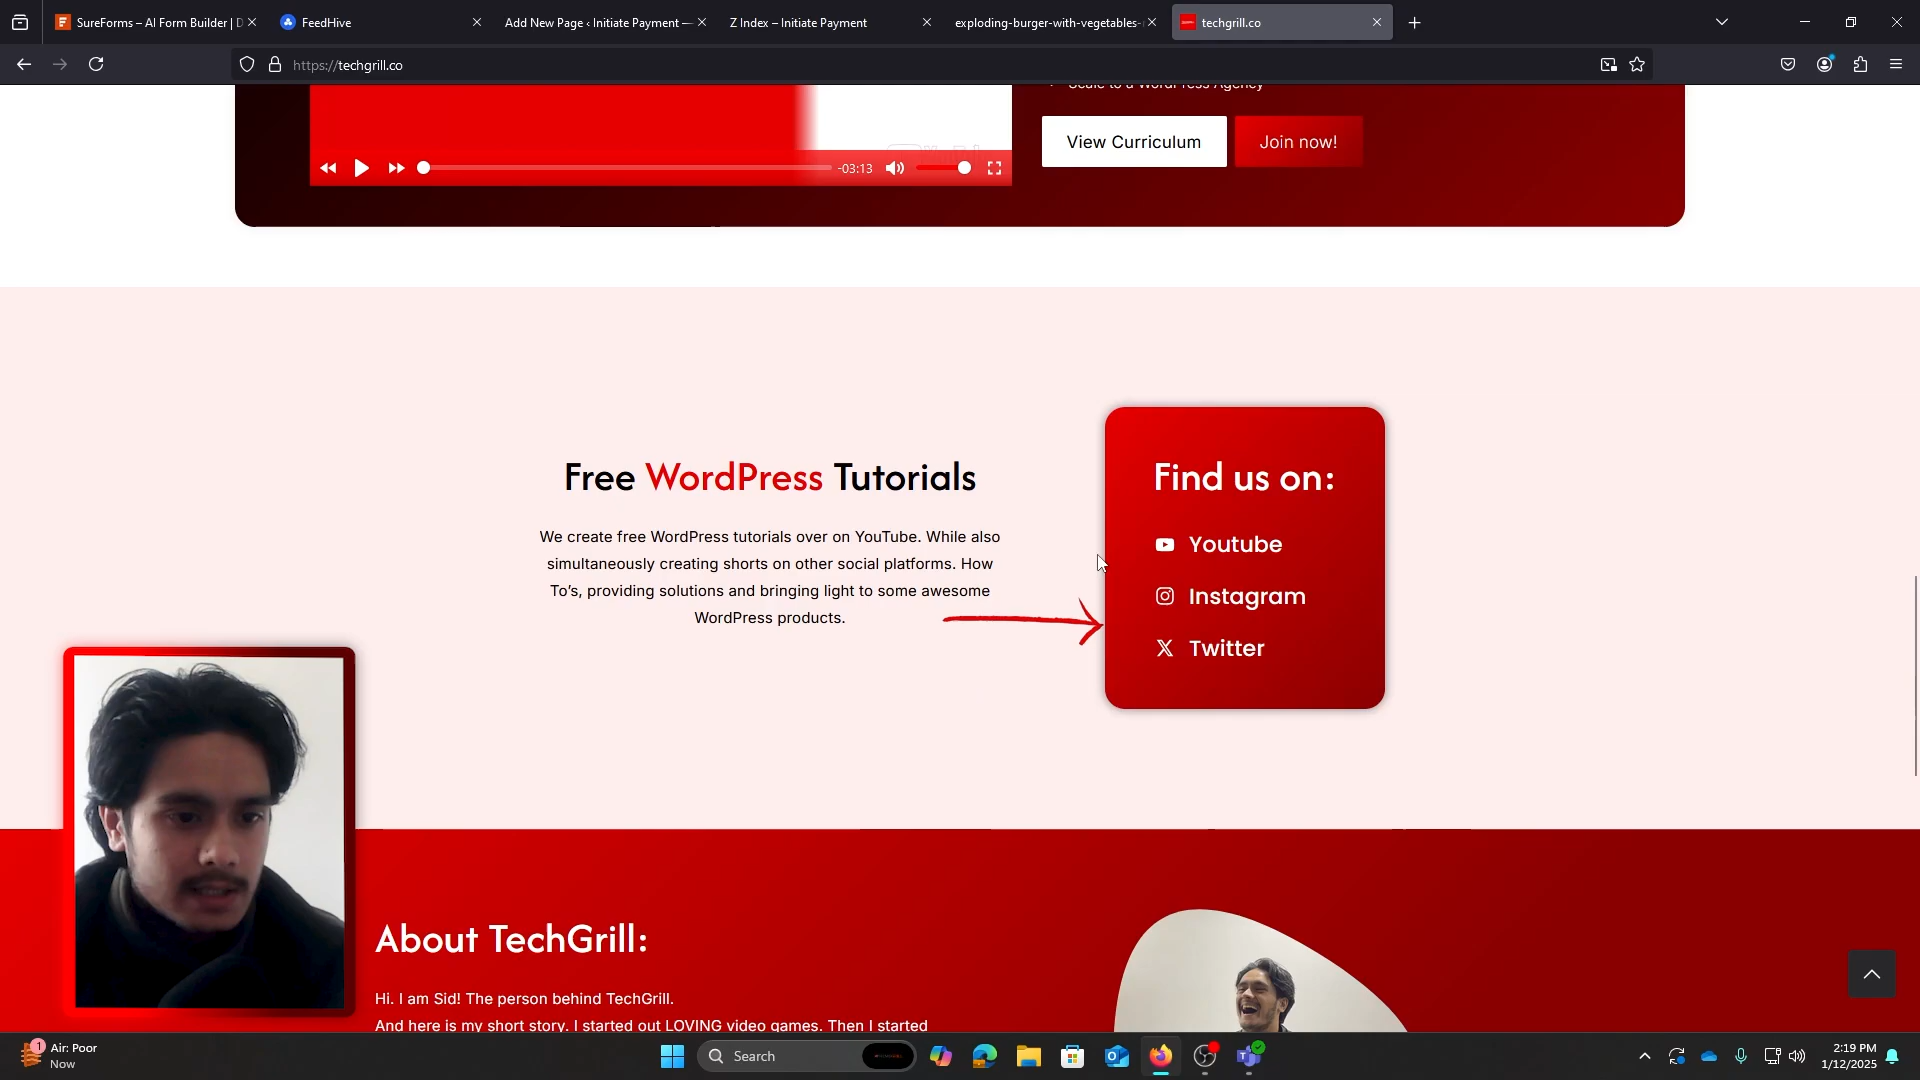 SureForms – AI Form Builder | D
FeedHive
Add New Page ‹ Initiate Payment —
Z Index – Initiate Payment
exploding-burger-with-vegetables-
techgrill.co
https://techgrill.co
Scale to a WordPress Agency
View Curriculum
Join now!
-03:13
Free WordPress Tutorials
We create free WordPress tutorials over on YouTube. While also
simultaneously creating shorts on other social platforms. How
To’s, providing solutions and bringing light to some awesome
WordPress products.
Find us on:
Youtube
Instagram
Twitter
About TechGrill:
Hi. I am Sid! The person behind TechGrill.
And here is my short story. I started out LOVING video games. Then I started
1
Air: Poor
Now
Search
2:19 PM
1/12/2025